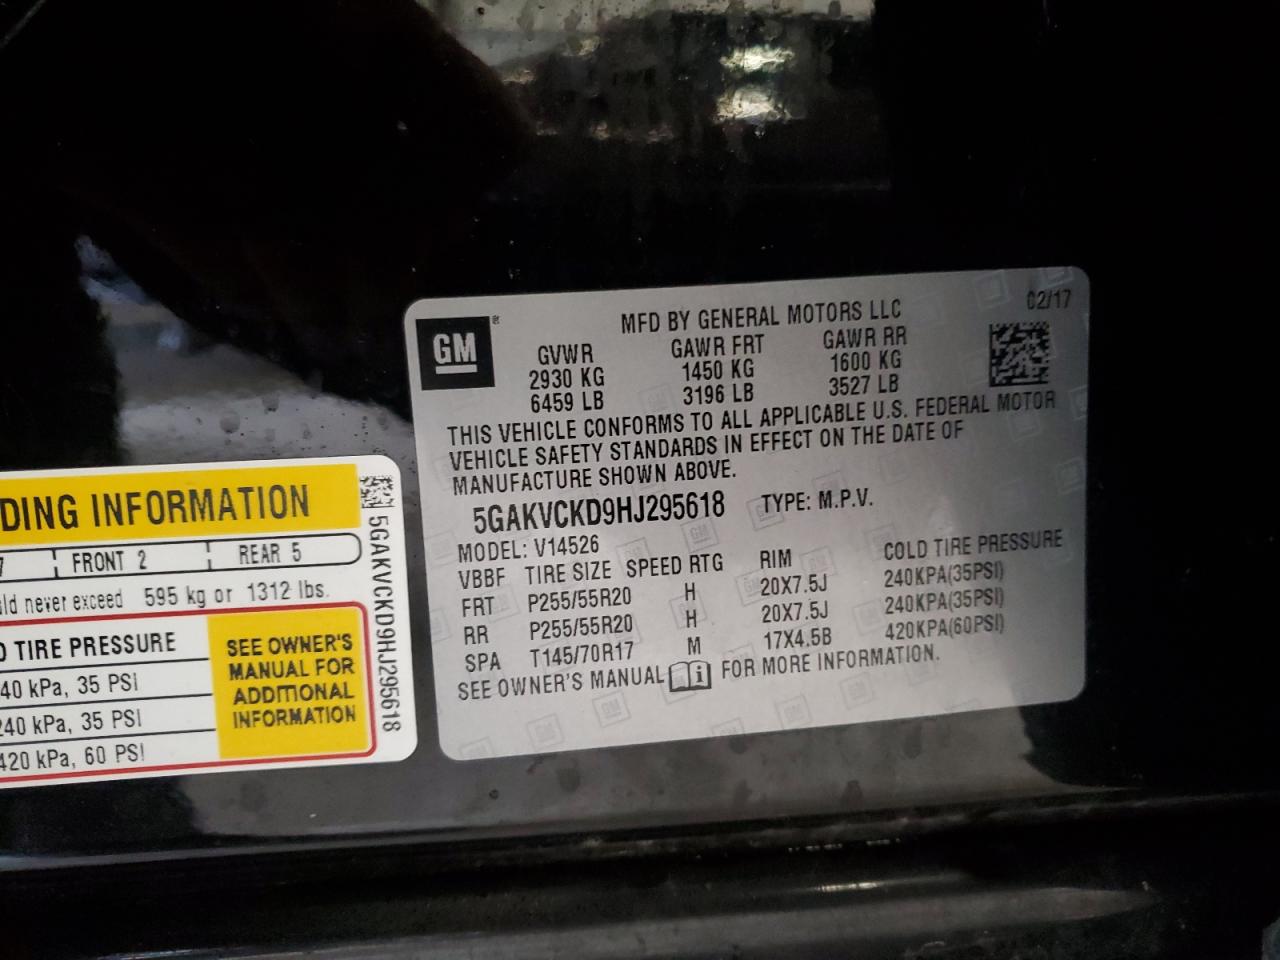 DING INFORMATION
7 FRONT 2 REAR 5
ld never exceed 595 kg or 1312 lbs.
TIRE PRESSURE
40 kPa, 35 PSI
240 kPa, 35 PSI
420 kPa, 60 PSI
SEE OWNER'S
MANUAL FOR
ADDITIONAL
INFORMATION
5GAKVCKD9HJ295618
GM ®
MFD BY GENERAL MOTORS LLC
02/17
GVWR GAWR FRT GAWR RR
2930 KG 1450 KG 1600 KG
6459 LB 3196 LB 3527 LB
THIS VEHICLE CONFORMS TO ALL APPLICABLE U.S. FEDERAL MOTOR
VEHICLE SAFETY STANDARDS IN EFFECT ON THE DATE OF
MANUFACTURE SHOWN ABOVE.
5GAKVCKD9HJ295618 TYPE: M.P.V.
MODEL: V14526
VBBF TIRE SIZE SPEED RTG RIM COLD TIRE PRESSURE
FRT P255/55R20 H 20X7.5J 240KPA(35PSI)
RR P255/55R20 H 20X7.5J 240KPA(35PSI)
SPA T145/70R17 M 17X4.5B 420KPA(60PSI)
SEE OWNER'S MANUAL i FOR MORE INFORMATION.